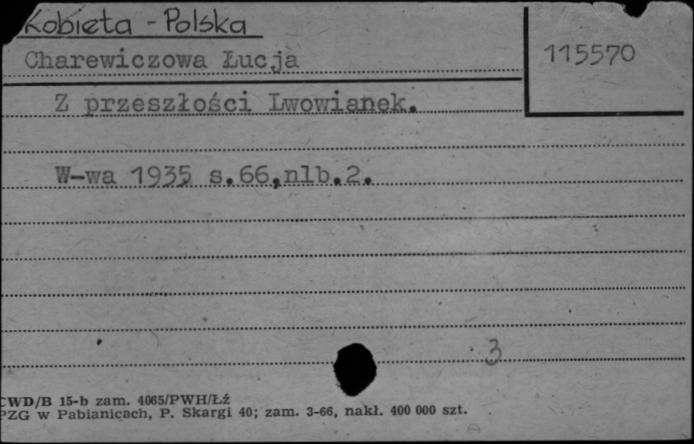 Kobieta - Polska
Charewiczowa Łucja
115570
Z przeszłości Lwowianek.
W-wa 1935 s.66,nlb.2.
3
CWD/B 15-b zam. 4065/PWH/Łź
PZG w Pabianicach, P. Skargi 40; zam. 3-66, nakł. 400 000 szt.